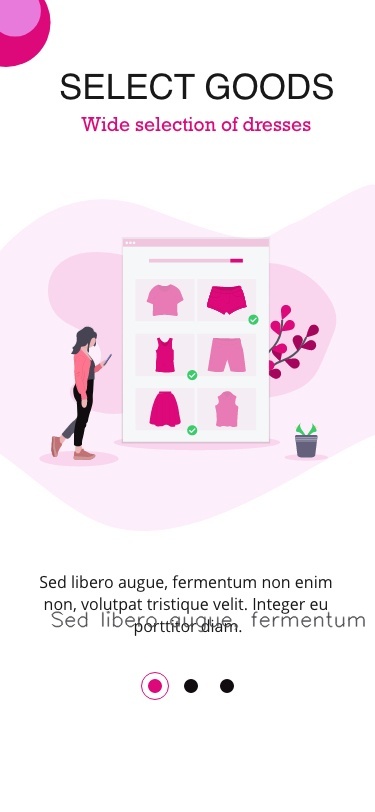 SELECT GOODS
Wide selection of dresses
Sed libero augue, fermentum non enim
non, volutpat tristique velit. Integer eu
Sed libero augue, fermentum
porttitor diam.